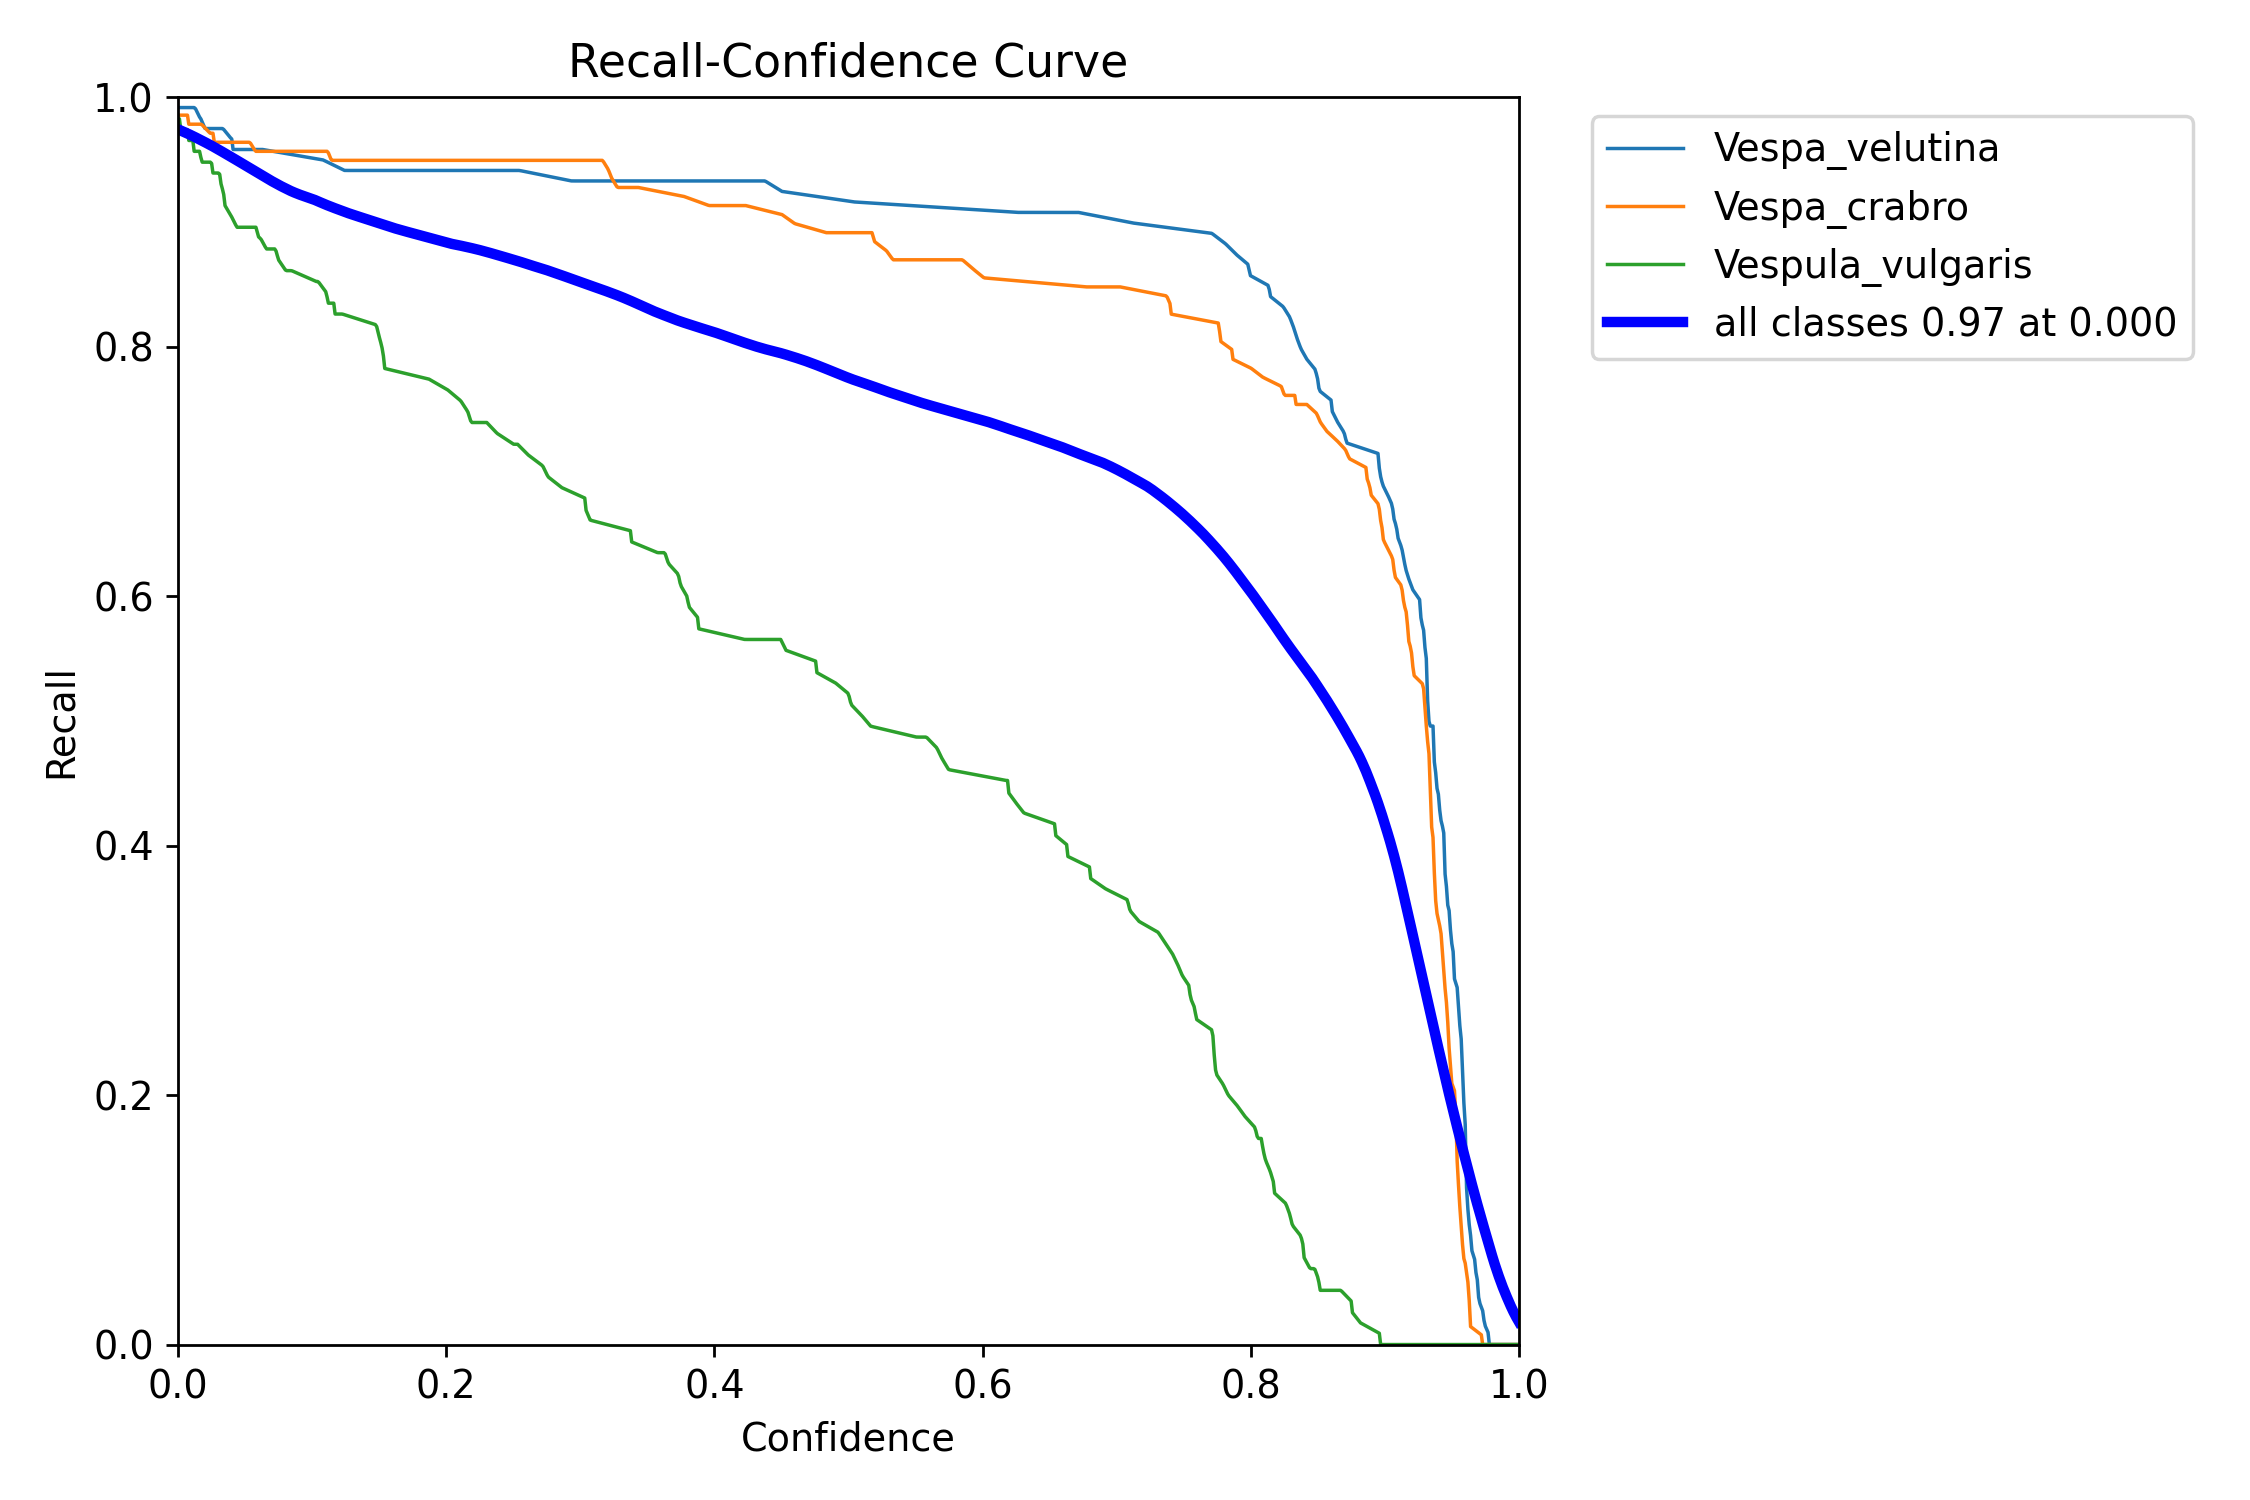 Recall-Confidence Curve
1.0
0.8
0.6
0.4
0.2
0.0
Recall
0.0 0.2 0.4 0.6 0.8 1.0
Confidence
Vespa_velutina
Vespa_crabro
Vespula_vulgaris
all classes 0.97 at 0.000